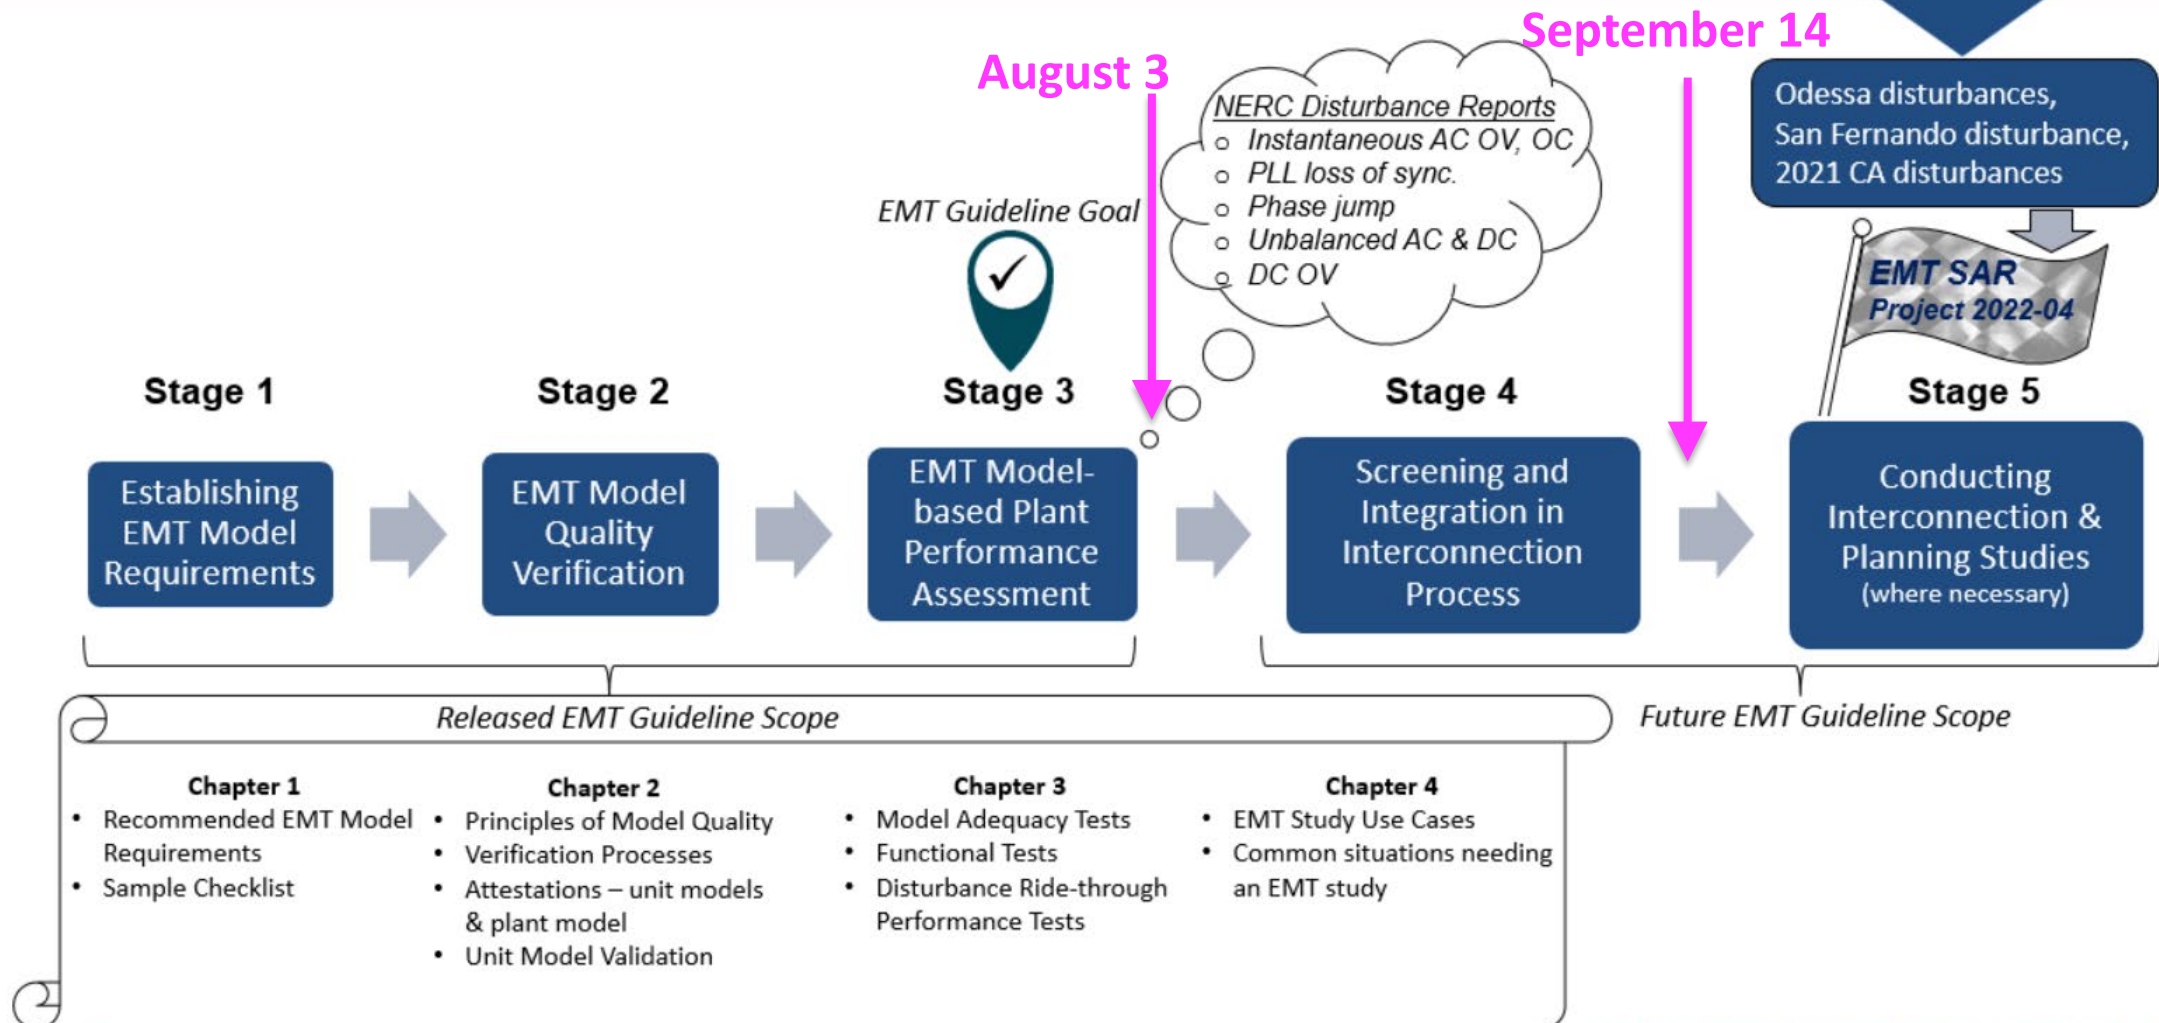 August 3
September 14
NERC Disturbance Reports
o Instantaneous AC OV, OC
o PLL loss of sync.
o Phase jump
o Unbalanced AC & DC
o DC OV
Odessa disturbances,
San Fernando disturbance,
2021 CA disturbances
EMT Guideline Goal
EMT SAR
Project 2022-04
Stage 1
Stage 2
Stage 3
Stage 4
Stage 5
Establishing
EMT Model
Requirements
EMT Model
Quality
Verification
EMT Model-
based Plant
Performance
Assessment
Screening and
Integration in
Interconnection
Process
Conducting
Interconnection &
Planning Studies
(where necessary)
Released EMT Guideline Scope
Future EMT Guideline Scope
Chapter 1
• Recommended EMT Model
Requirements
• Sample Checklist
Chapter 2
• Principles of Model Quality
• Verification Processes
• Attestations – unit models
& plant model
• Unit Model Validation
Chapter 3
• Model Adequacy Tests
• Functional Tests
• Disturbance Ride-through
Performance Tests
Chapter 4
• EMT Study Use Cases
• Common situations needing
an EMT study